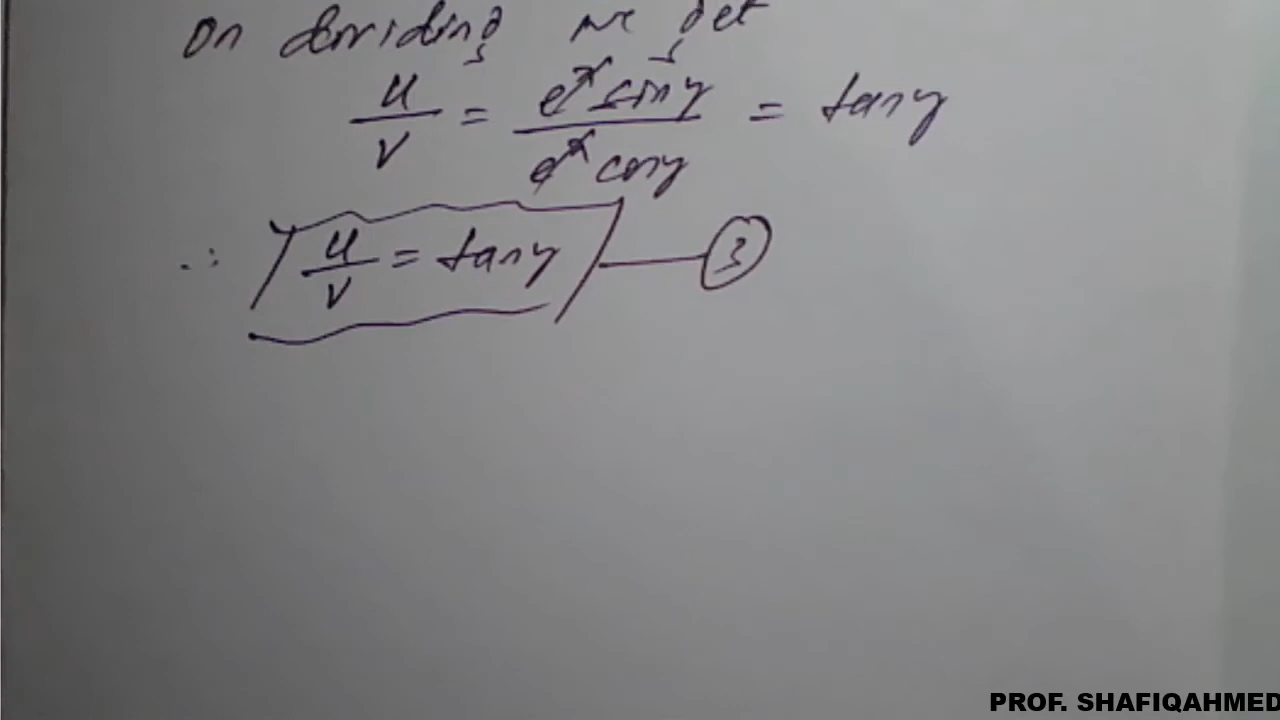 On dividing we get
u/v = e^x sin y / e^x cos y = tan y
∴ u/v = tan y — ③
PROF. SHAFIQAHMED